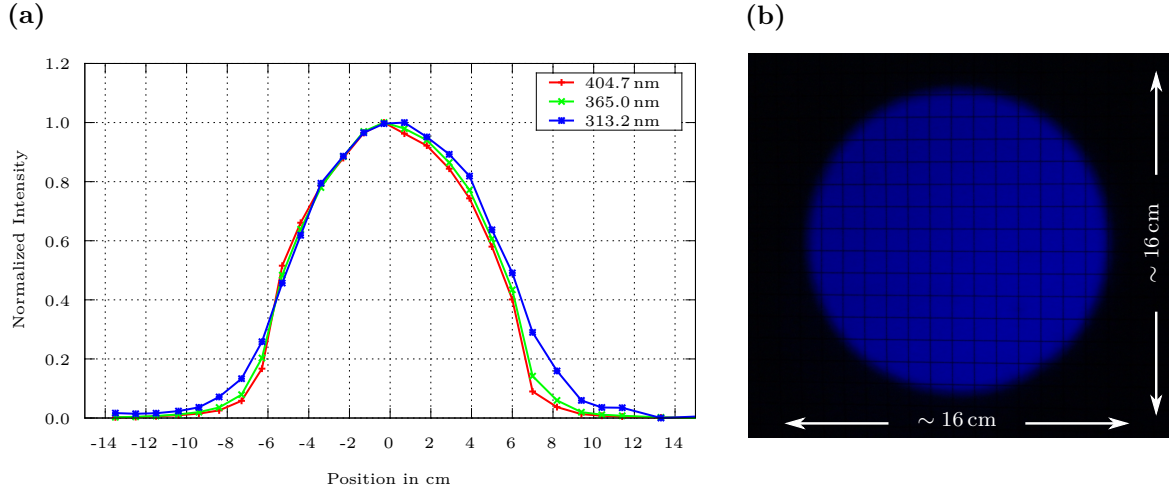 (a)
(b)
1.2
1.0
0.8
0.6
0.4
0.2
0.0
Normalized Intensity
404.7 nm
365.0 nm
313.2 nm
-14 -12 -10 -8 -6 -4 -2 0 2 4 6 8 10 12 14
Position in cm
~ 16 cm
~ 16 cm